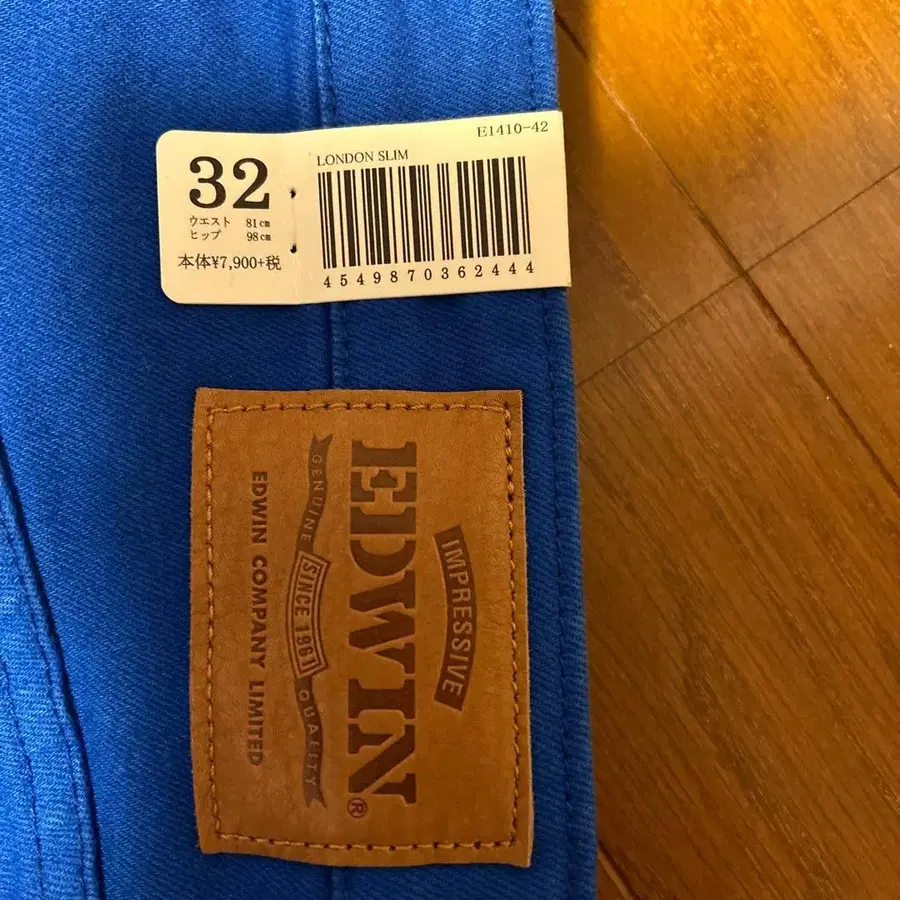 E1410-42
32
LONDON SLIM
ウエスト 81cm
ヒップ 98cm
本体¥7,900+税
4549870362444
IMPRESSIVE
EDWIN®
GENUINE SINCE 1961 QUALITY
EDWIN COMPANY LIMITED